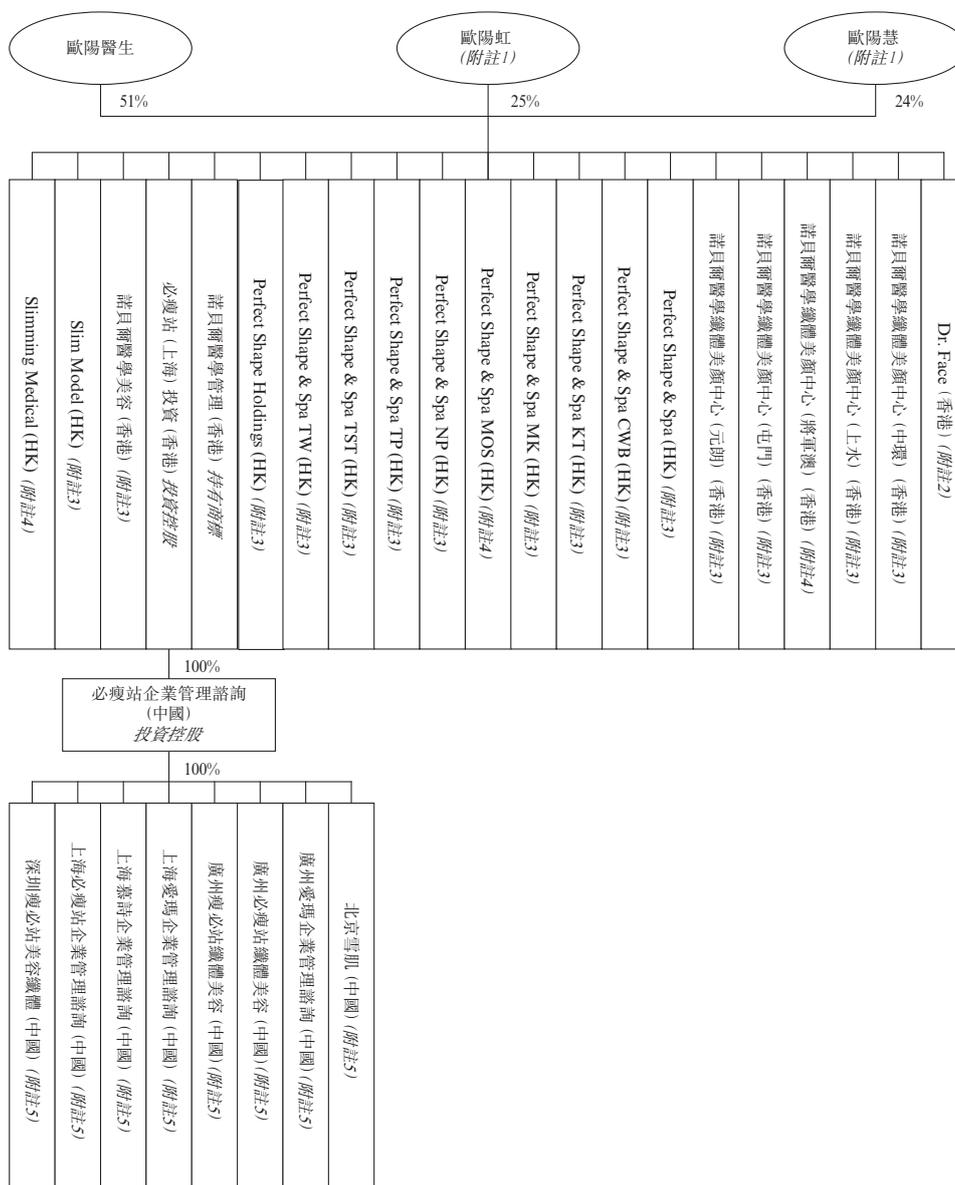 歐陽醫生
歐陽虹
(附註1)
歐陽慧
(附註1)
51%
25%
24%
Slimming Medical (HK) (附註4)
Slim Model (HK) (附註3)
諾貝爾醫學美容 (香港) (附註3)
必瘦站 (上海) 投資 (香港) 投資控股
諾貝爾醫學管理 (香港) 持有商標
Perfect Shape Holdings (HK) (附註3)
Perfect Shape & Spa TW (HK) (附註3)
Perfect Shape & Spa TST (HK) (附註3)
Perfect Shape & Spa TP (HK) (附註3)
Perfect Shape & Spa NP (HK) (附註3)
Perfect Shape & Spa MOS (HK) (附註4)
Perfect Shape & Spa MK (HK) (附註3)
Perfect Shape & Spa KT (HK) (附註3)
Perfect Shape & Spa CWB (HK) (附註3)
Perfect Shape & Spa (HK) (附註3)
諾貝爾醫學纖體美顏中心 (元朗) (香港) (附註3)
諾貝爾醫學纖體美顏中心 (屯門) (香港) (附註3)
諾貝爾醫學纖體美顏中心 (將軍澳) (香港) (附註4)
諾貝爾醫學纖體美顏中心 (上水) (香港) (附註3)
諾貝爾醫學纖體美顏中心 (中環) (香港) (附註3)
Dr. Face (香港) (附註2)
100%
必瘦站企業管理諮詢
(中國)
投資控股
100%
深圳瘦必站美容纖體 (中國) (附註5)
上海必瘦站企業管理諮詢 (中國) (附註5)
上海慕詩企業管理諮詢 (中國) (附註5)
上海愛瑪企業管理諮詢 (中國) (附註5)
廣州瘦必站纖體美容 (中國) (附註5)
廣州必瘦站纖體美容 (中國) (附註5)
廣州愛瑪企業管理諮詢 (中國) (附註5)
北京雪肌 (中國) (附註5)